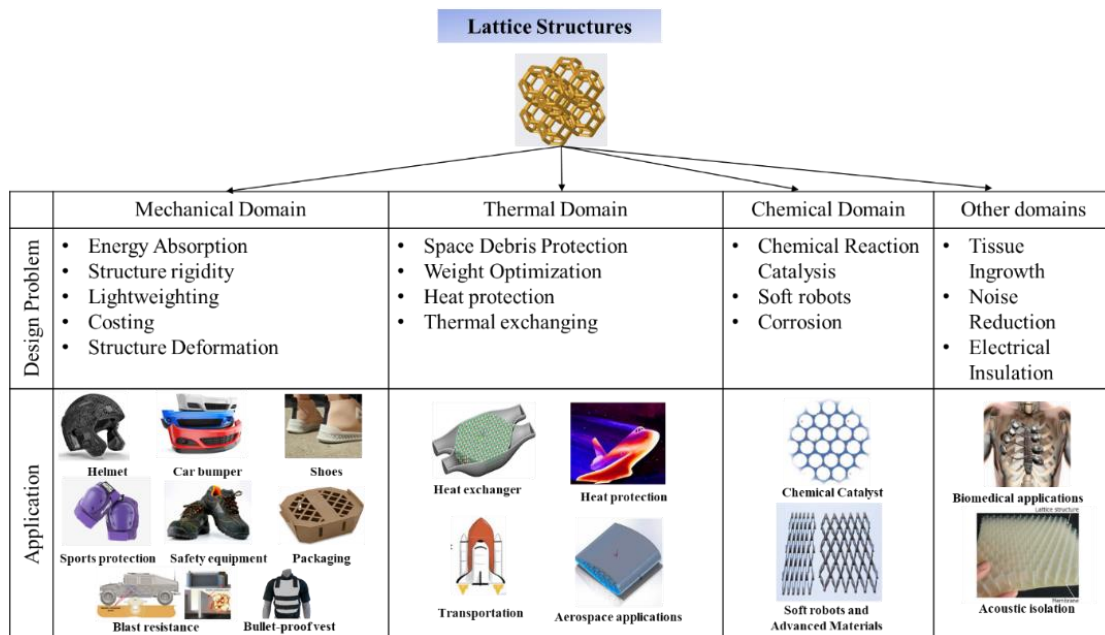 Lattice Structures
Mechanical Domain
Thermal Domain
Chemical Domain
Other domains
Design Problem
• Energy Absorption
• Structure rigidity
• Lightweighting
• Costing
• Structure Deformation
• Space Debris Protection
• Weight Optimization
• Heat protection
• Thermal exchanging
• Chemical Reaction
Catalysis
• Soft robots
• Corrosion
• Tissue
Ingrowth
• Noise
Reduction
• Electrical
Insulation
Application
Helmet
Car bumper
Shoes
Sports protection
Safety equipment
Packaging
Blast resistance
Bullet-proof vest
Heat exchanger
Heat protection
Transportation
Aerospace applications
Chemical Catalyst
Soft robots and
Advanced Materials
Biomedical applications
Lattice structure
Membrane
Acoustic isolation